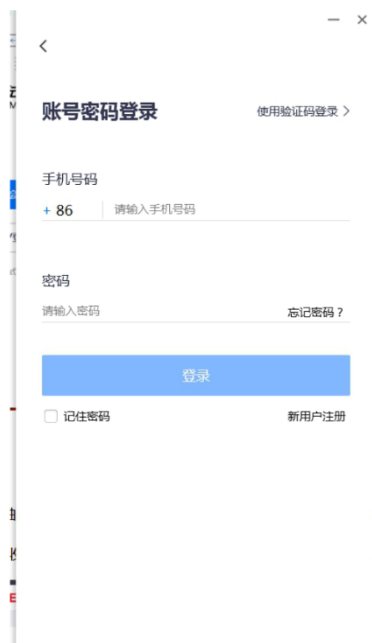 账号密码登录
使用验证码登录 >
手机号码
+ 86 请输入手机号码
密码
请输入密码 忘记密码？
登录
记住密码 新用户注册